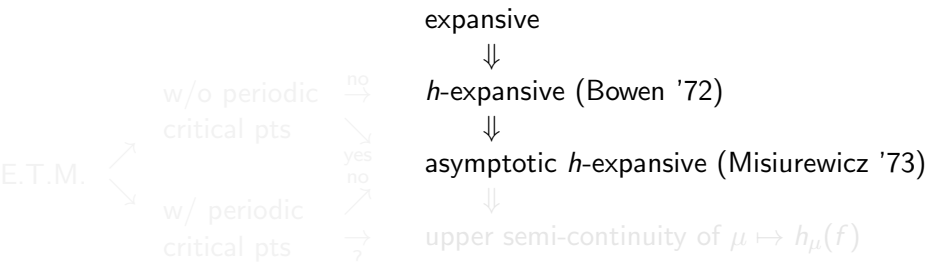 expansive
⇓
w/o periodic no → h-expansive (Bowen '72)
critical pts ↘ ⇓
E.T.M. ↗ ↘ yes no asymptotic h-expansive (Misiurewicz '73)
w/ periodic ↗ ⇓
critical pts → ? upper semi-continuity of μ ↦ hμ(f)